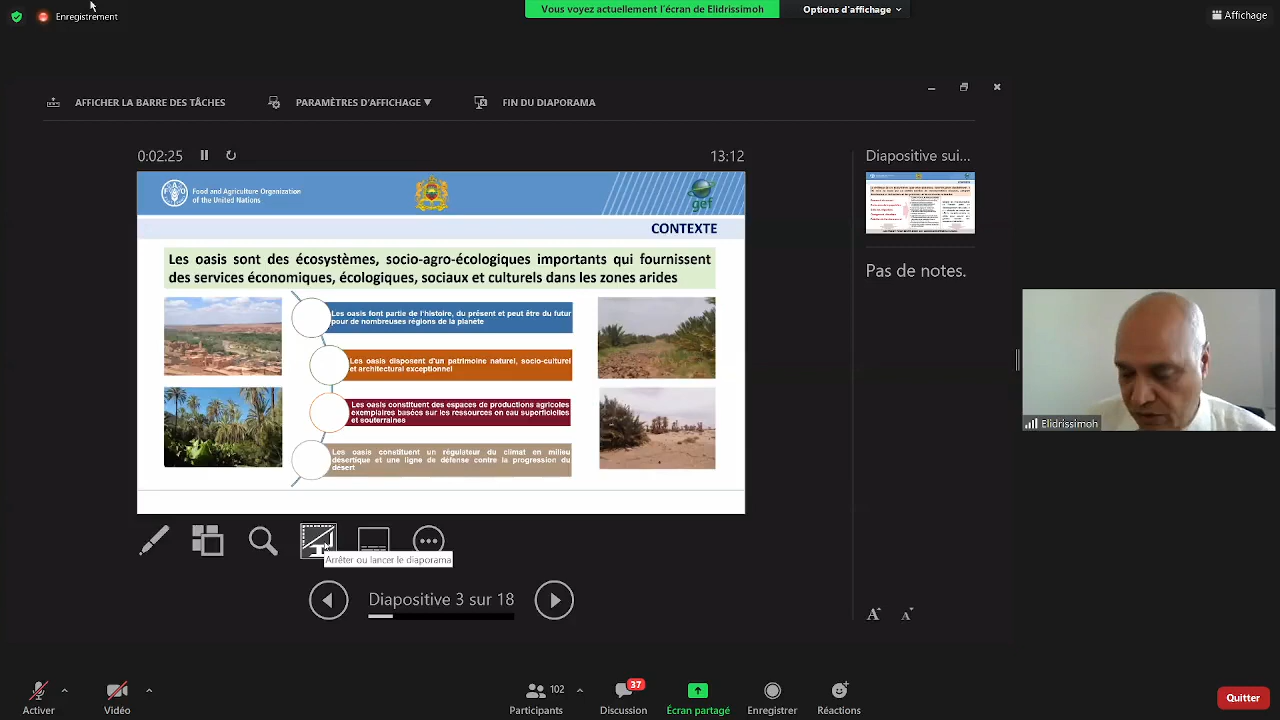 Enregistrement
Vous voyez actuellement l'écran de Elidrissimoh
Options d'affichage
Affichage
AFFICHER LA BARRE DES TÂCHES
PARAMÈTRES D'AFFICHAGE ▼
FIN DU DIAPORAMA
0:02:25
13:12
Diapositive sui...
Food and Agriculture Organization
of the United Nations
gef
CONTEXTE
Les oasis sont des écosystèmes, socio-agro-écologiques importants qui fournissent
des services économiques, écologiques, sociaux et culturels dans les zones arides
Les oasis font partie de l'histoire, du présent et peut être du futur
pour de nombreuses régions de la planète
Les oasis disposent d'un patrimoine naturel, socio-culturel
et architectural exceptionnel
Les oasis constituent des espaces de productions agricoles
exemplaires basées sur les ressources en eau superficielles
et souterraines
Les oasis constituent un régulateur du climat en milieu
désertique et une ligne de défense contre la progression du
désert
Pas de notes.
Elidrissimoh
Arrêter ou lancer le diaporama
Diapositive 3 sur 18
A A
Activer
Vidéo
102
Participants
37
Discussion
Écran partagé
Enregistrer
Réactions
Quitter